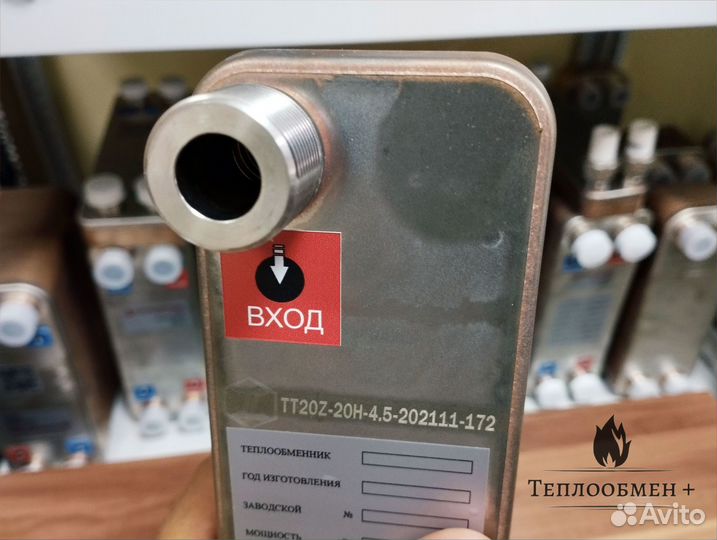 ВХОД
TT20Z-20H-4.5-202111-172
ТЕПЛООБМЕННИК
ГОД ИЗГОТОВЛЕНИЯ
ЗАВОДСКОЙ №
МОЩНОСТЬ
ТЕПЛООБМЕН +
Avito